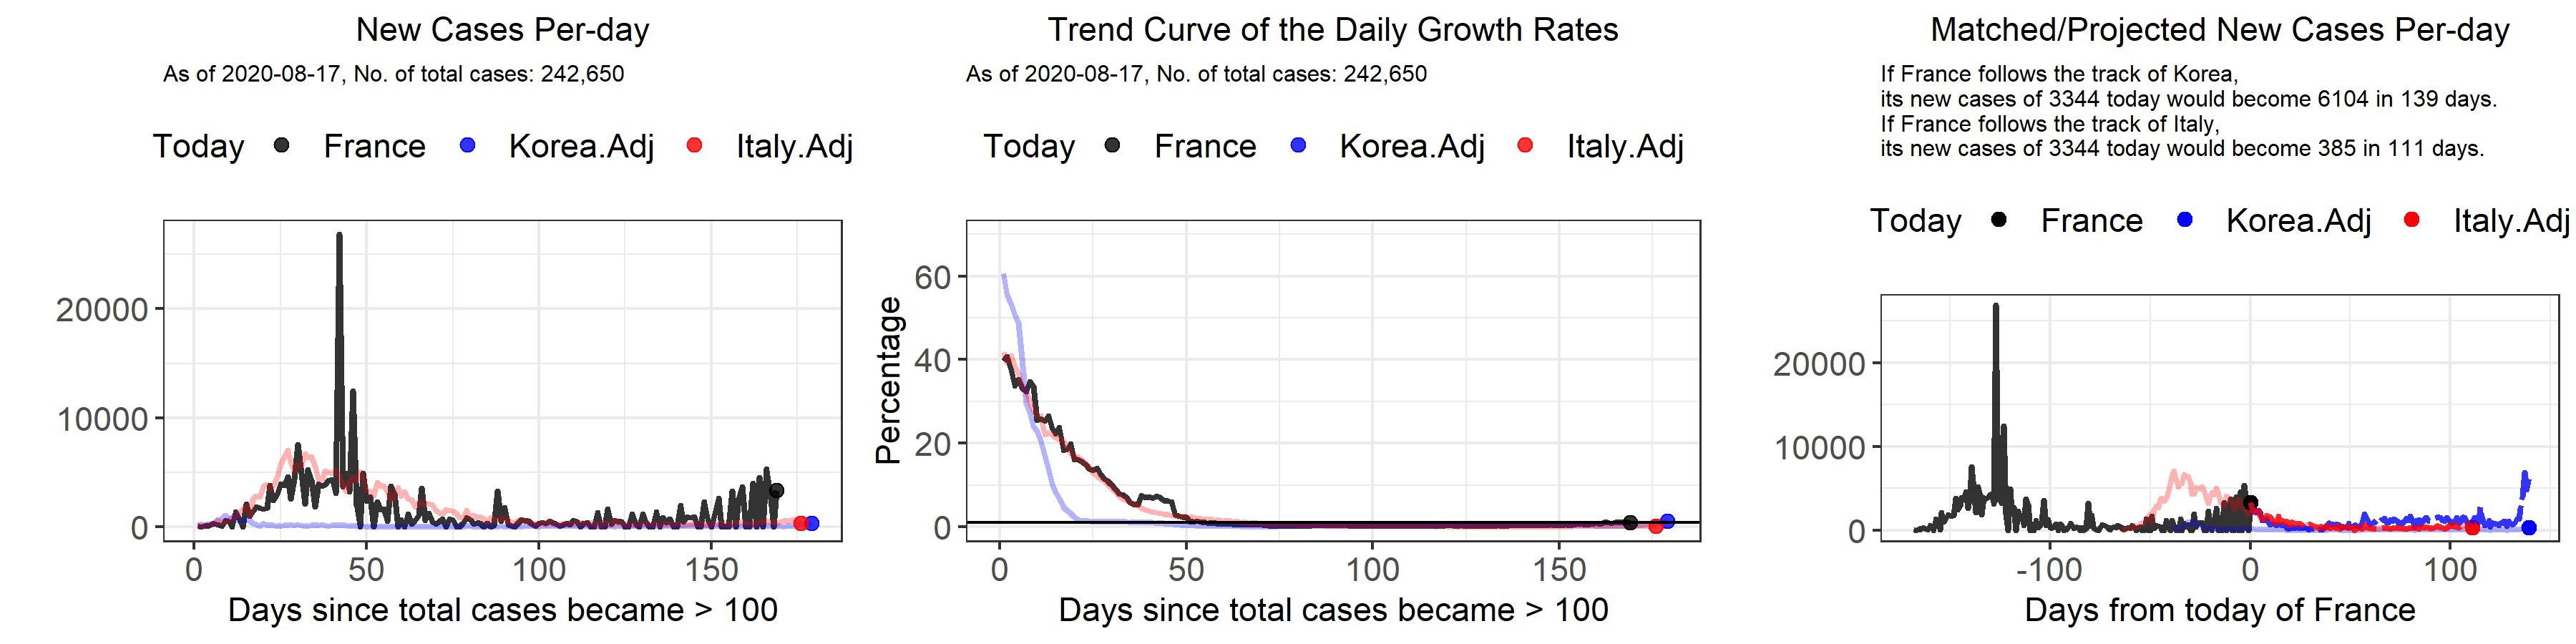 New Cases Per-day
As of 2020-08-17, No. of total cases: 242,650
Today France Korea.Adj Italy.Adj
20000
10000
0
0 50 100 150
Days since total cases became > 100
Trend Curve of the Daily Growth Rates
As of 2020-08-17, No. of total cases: 242,650
Today France Korea.Adj Italy.Adj
Percentage
60
40
20
0
0 50 100 150
Days since total cases became > 100
Matched/Projected New Cases Per-day
If France follows the track of Korea,
its new cases of 3344 today would become 6104 in 139 days.
If France follows the track of Italy,
its new cases of 3344 today would become 385 in 111 days.
Today France Korea.Adj Italy.Adj
20000
10000
0
-100 0 100
Days from today of France